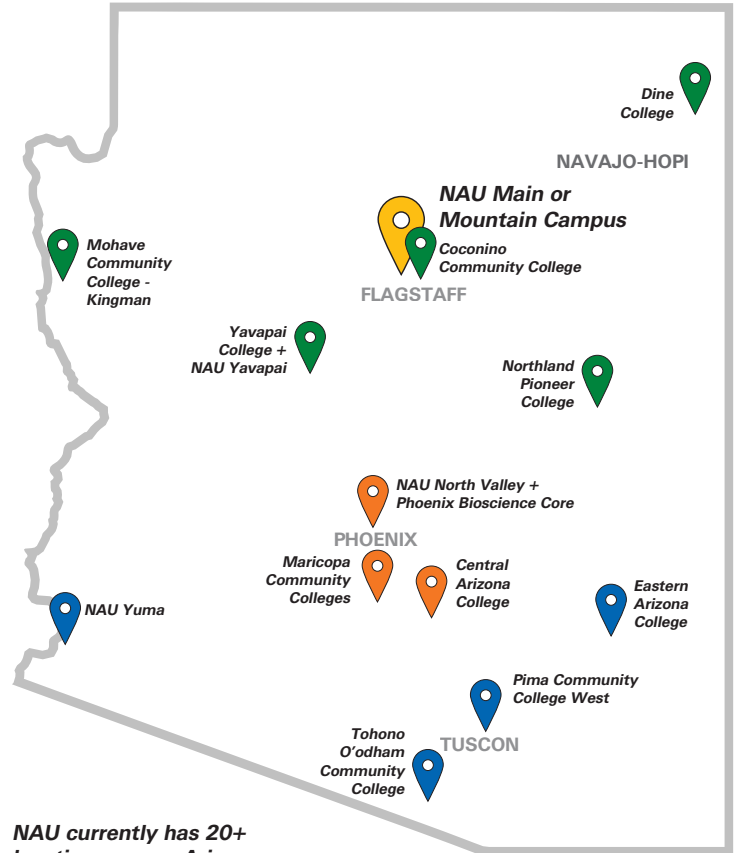 Dine
College
NAVAJO-HOPI
NAU Main or
Mountain Campus
Coconino
Community College
FLAGSTAFF
Mohave
Community
College -
Kingman
Yavapai
College +
NAU Yavapai
Northland
Pioneer
College
NAU North Valley +
Phoenix Bioscience Core
PHOENIX
Maricopa
Community
Colleges
Central
Arizona
College
Eastern
Arizona
College
NAU Yuma
Pima Community
College West
TUSCON
Tohono
O'odham
Community
College
NAU currently has 20+